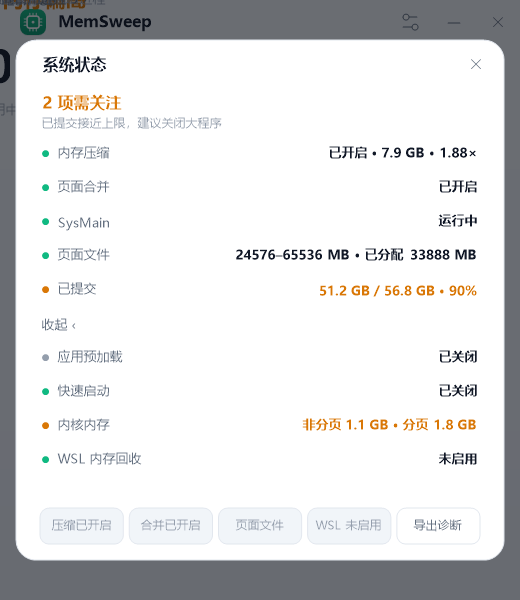 MemSweep
系统状态
2 项需关注
已提交接近上限，建议关闭大程序
内存压缩 已开启 • 7.9 GB • 1.88×
页面合并 已开启
SysMain 运行中
页面文件 24576–65536 MB • 已分配 33888 MB
已提交 51.2 GB / 56.8 GB • 90%
收起 ‹
应用预加载 已关闭
快速启动 已关闭
内核内存 非分页 1.1 GB • 分页 1.8 GB
WSL 内存回收 未启用
压缩已开启 合并已开启 页面文件 WSL 未启用 导出诊断